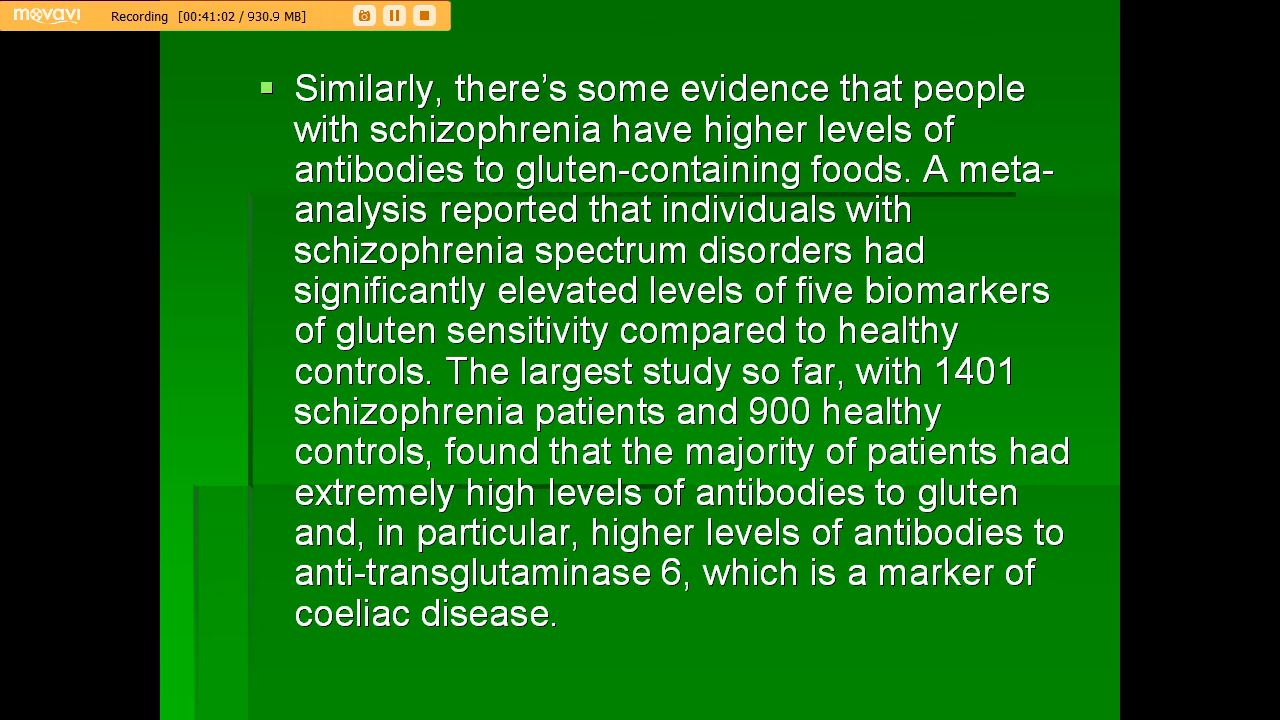 movavi Recording [00:41:02 / 930.9 MB]
Similarly, there’s some evidence that people
with schizophrenia have higher levels of
antibodies to gluten-containing foods. A meta-
analysis reported that individuals with
schizophrenia spectrum disorders had
significantly elevated levels of five biomarkers
of gluten sensitivity compared to healthy
controls. The largest study so far, with 1401
schizophrenia patients and 900 healthy
controls, found that the majority of patients had
extremely high levels of antibodies to gluten
and, in particular, higher levels of antibodies to
anti-transglutaminase 6, which is a marker of
coeliac disease.